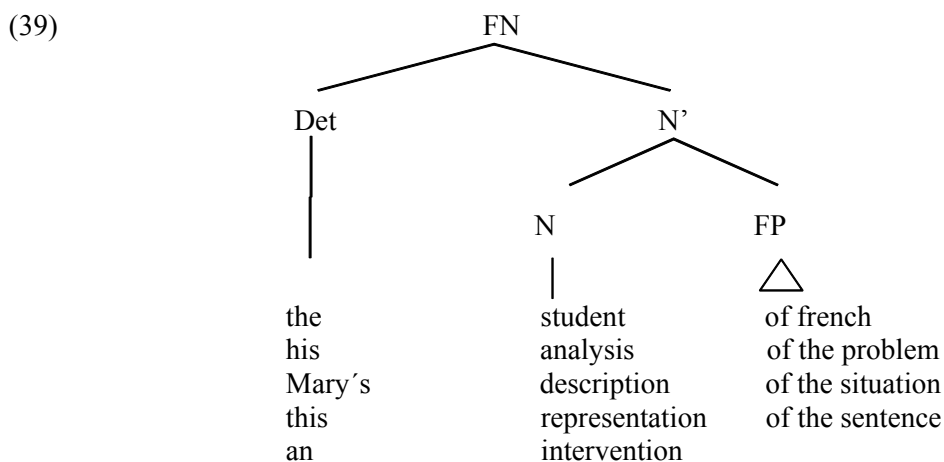 (39) FN
Det N’
N FP
the student of french
his analysis of the problem
Mary´s description of the situation
this representation of the sentence
an intervention